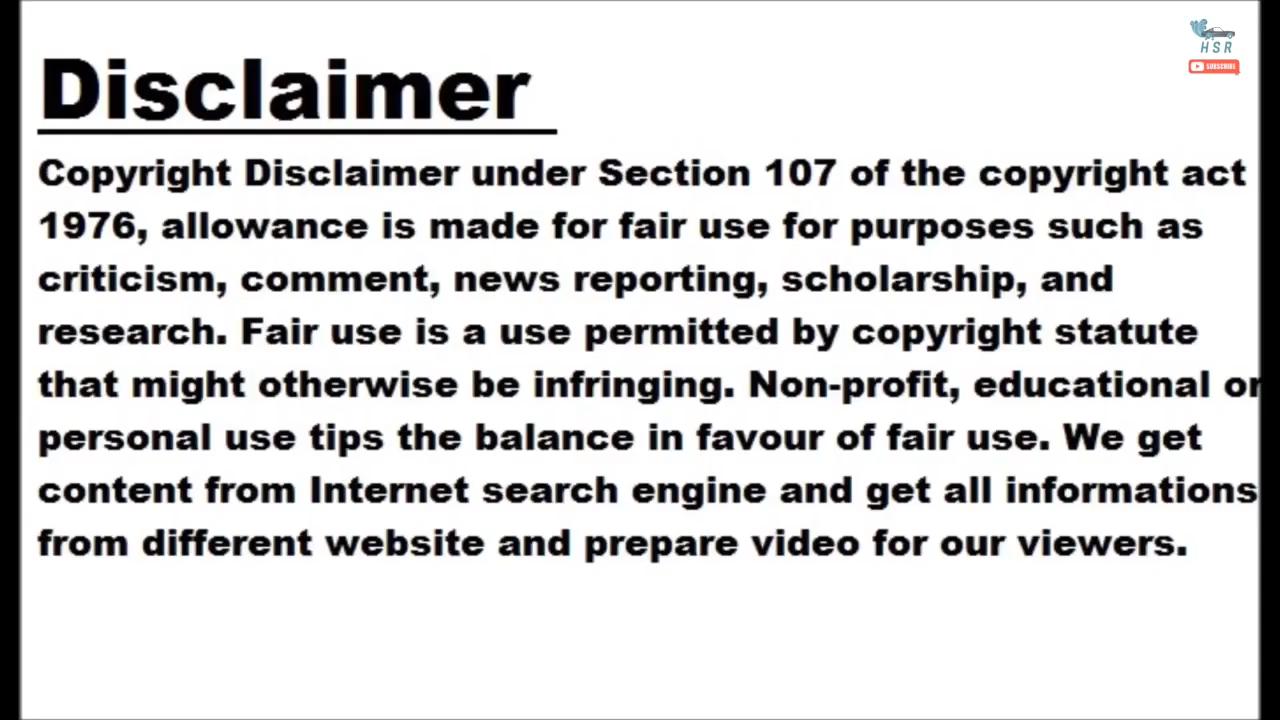 HSR
SUBSCRIBE
Disclaimer
Copyright Disclaimer under Section 107 of the copyright act
1976, allowance is made for fair use for purposes such as
criticism, comment, news reporting, scholarship, and
research. Fair use is a use permitted by copyright statute
that might otherwise be infringing. Non-profit, educational or
personal use tips the balance in favour of fair use. We get
content from Internet search engine and get all informations
from different website and prepare video for our viewers.